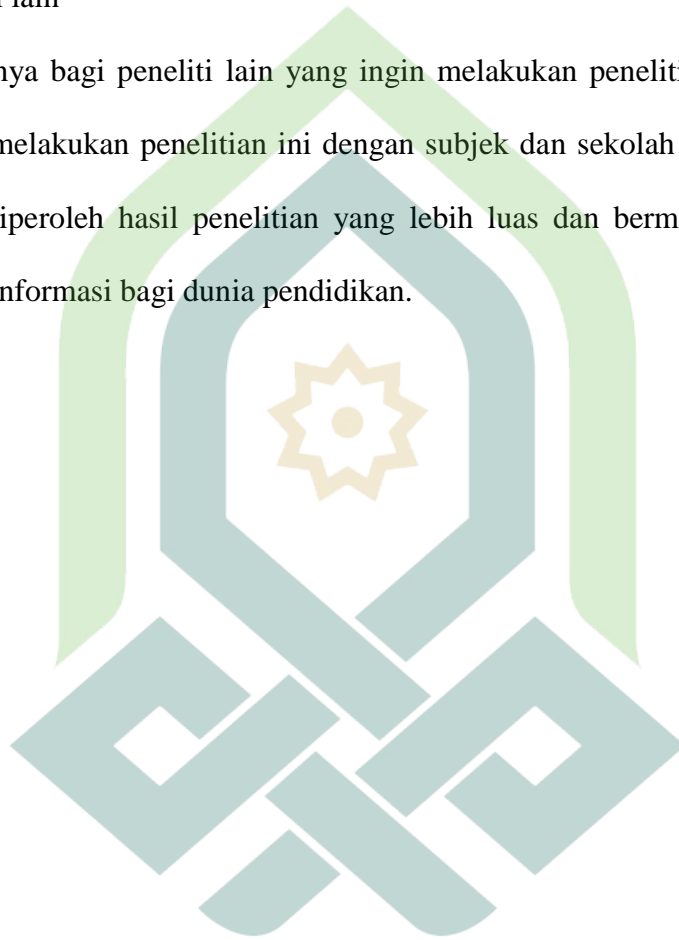 lain
nya bagi peneliti lain yang ingin melakukan peneliti
melakukan penelitian ini dengan subjek dan sekolah
iperoleh hasil penelitian yang lebih luas dan berm
nformasi bagi dunia pendidikan.